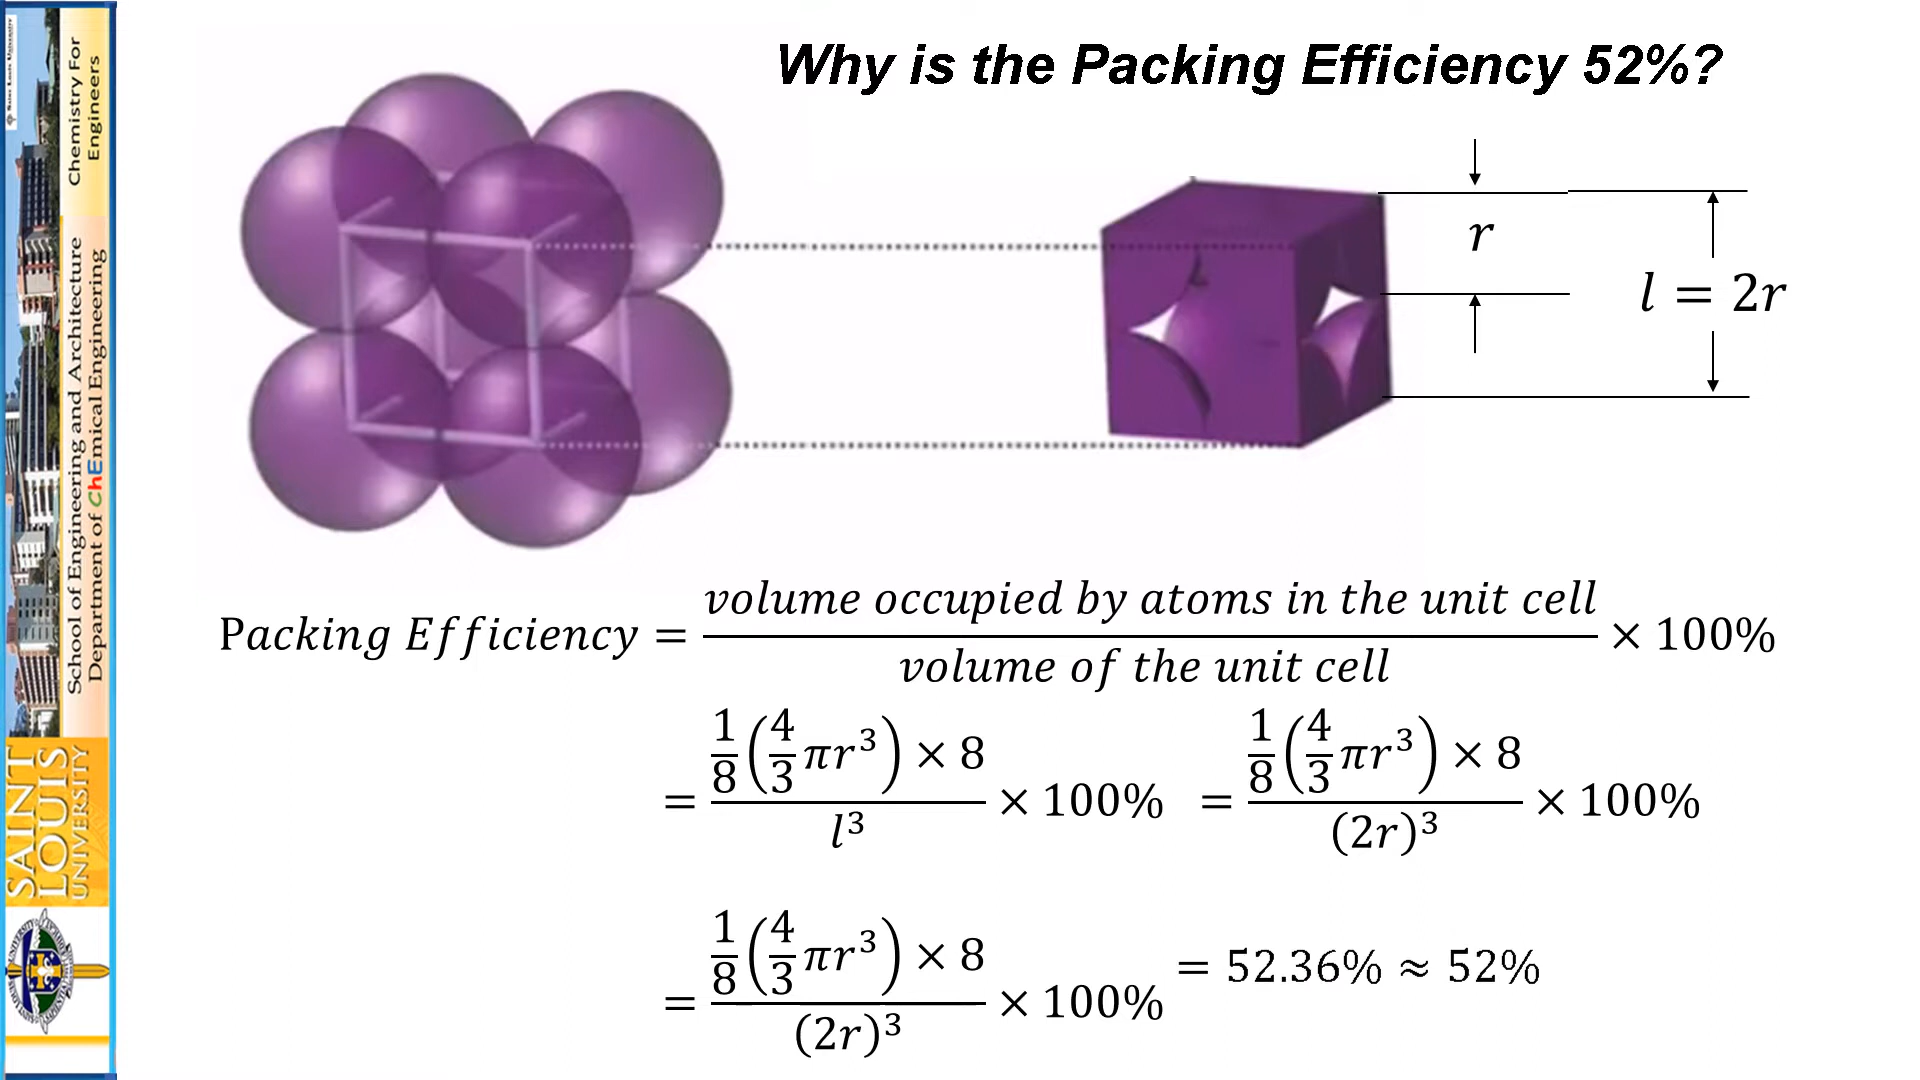 Why is the Packing Efficiency 52%?
r
l = 2r
Packing Efficiency = volume occupied by atoms in the unit cell / volume of the unit cell × 100%
= 1/8 (4/3 πr³) × 8 / l³ × 100% = 1/8 (4/3 πr³) × 8 / (2r)³ × 100%
= 1/8 (4/3 πr³) × 8 / (2r)³ × 100% = 52.36% ≈ 52%
Chemistry For
Engineers
School of Engineering and Architecture
Department of ChEmical Engineering
SAINT
LOUIS
UNIVERSITY